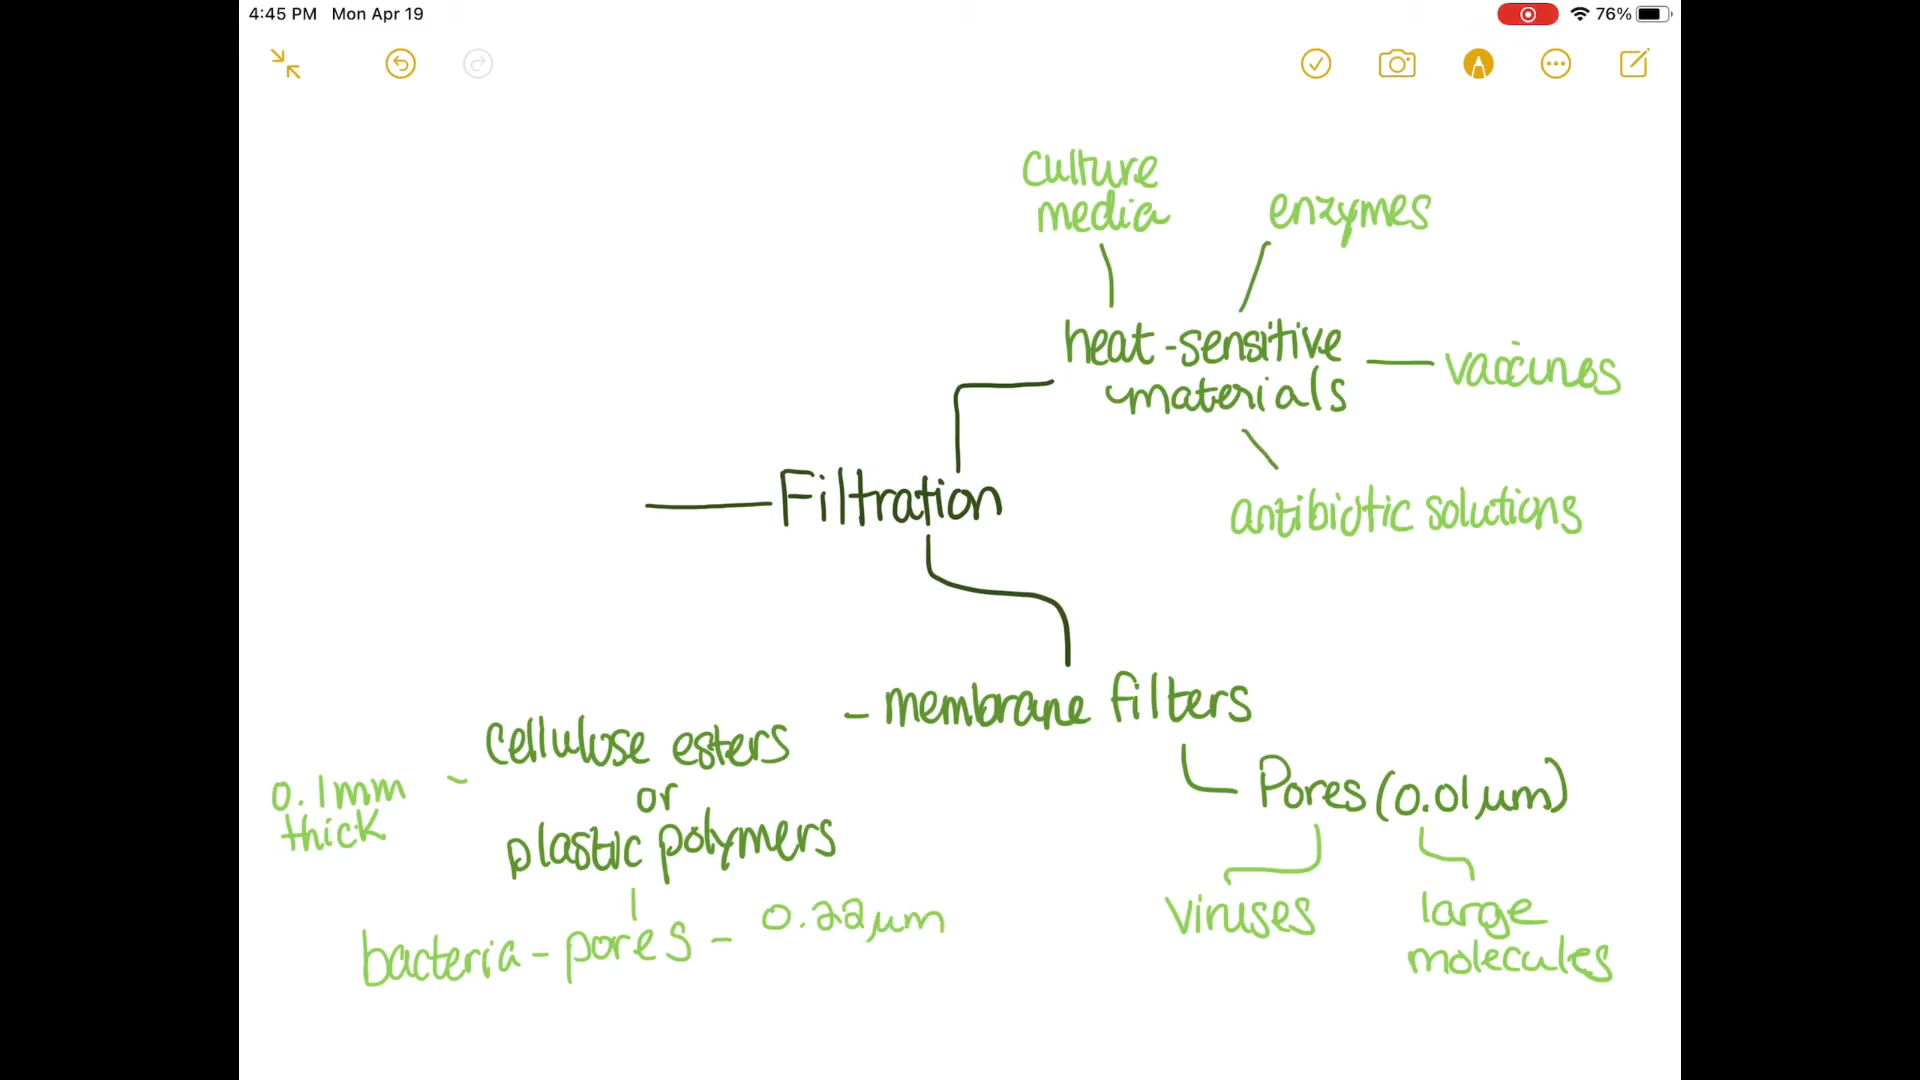 4:45 PM Mon Apr 19
76%
culture
media
enzymes
heat-sensitive
materials
vaccines
Filtration
antibiotic solutions
membrane filters
cellulose esters
or
plastic polymers
0.1mm
thick
Pores (0.01µm)
bacteria - pores - 0.22µm
viruses
large
molecules